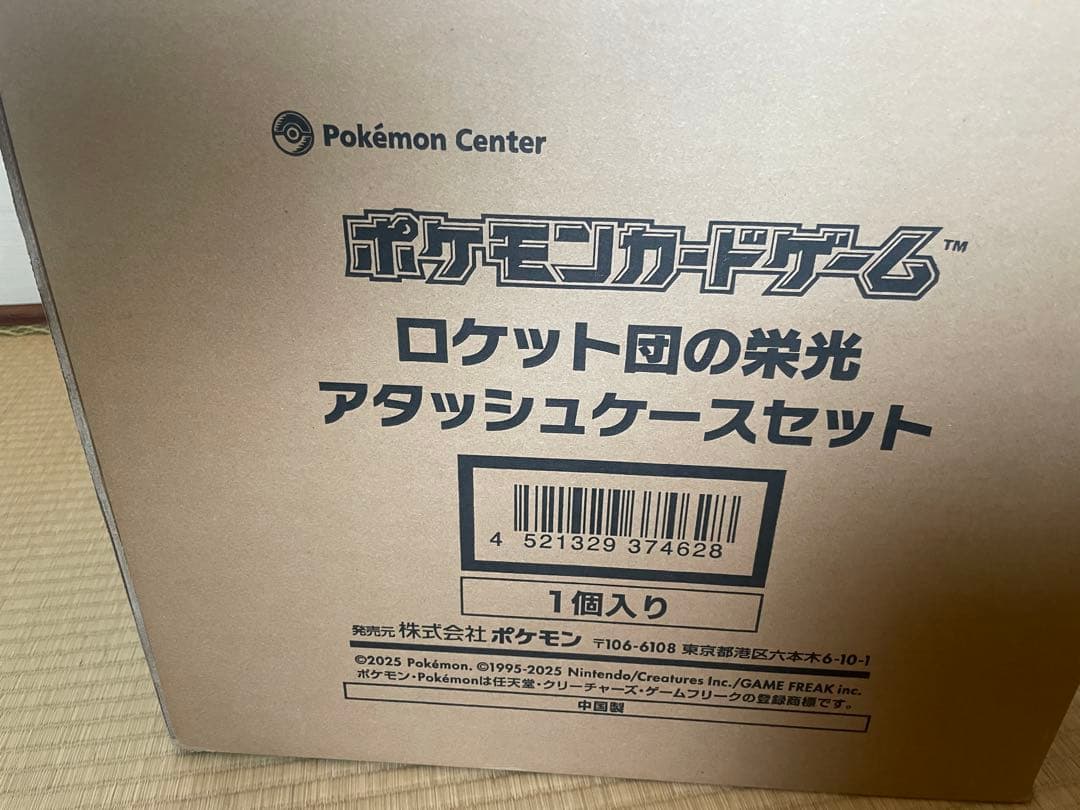 Pokémon Center
ポケモンカードゲーム™
ロケット団の栄光
アタッシュケースセット
4 521329 374628
1個入り
発売元 株式会社 ポケモン 〒106-6108 東京都港区六本木6-10-1
©2025 Pokémon. ©1995-2025 Nintendo/Creatures Inc./GAME FREAK inc.
ポケモン・Pokémonは任天堂・クリーチャーズ・ゲームフリークの登録商標です。
中国製